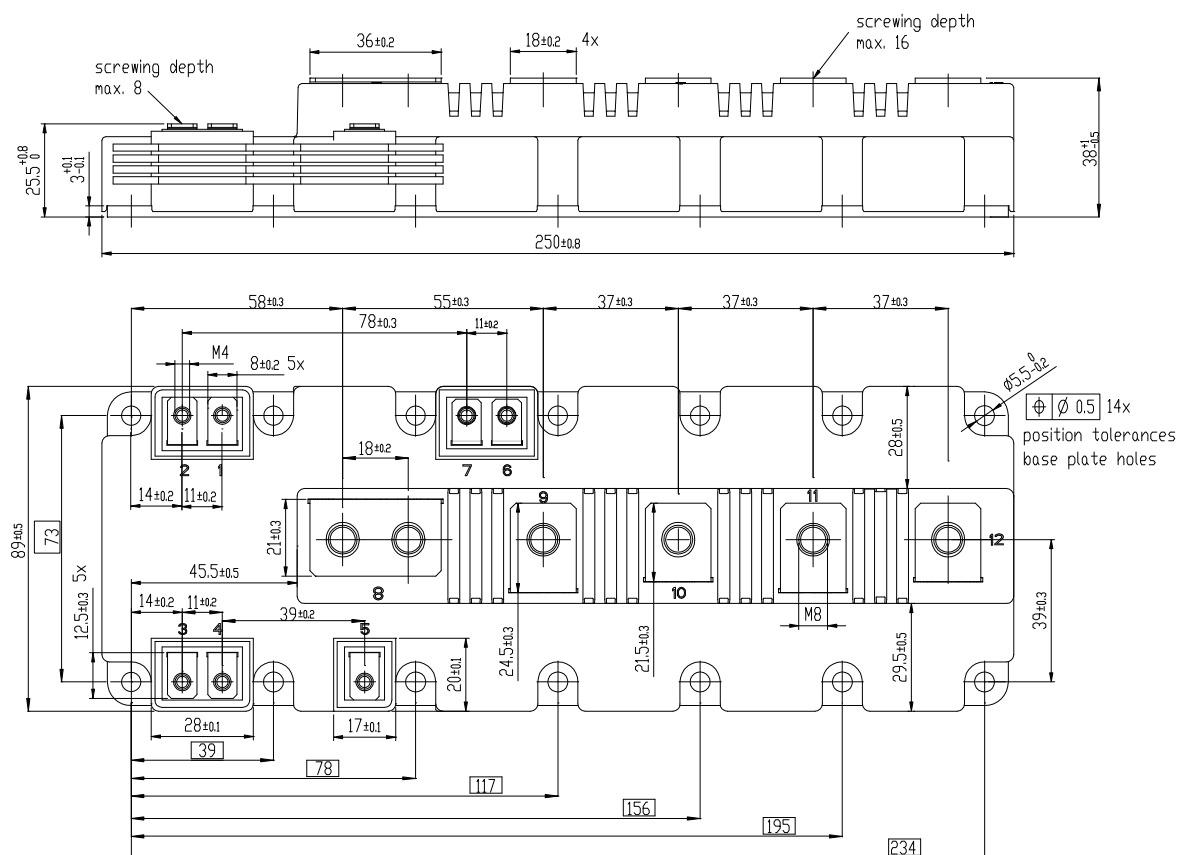 36±0.2
18±0.2 4x
screwing depth
max. 16
screwing depth
max. 8
25.5 +0.8 0
3 +0.1 -0.1
38 +1 -0.5
250±0.8
58±0.3
55±0.3
37±0.3
37±0.3
37±0.3
78±0.3
11±0.2
M4
8±0.2 5x
Ø5.5 0 -0.2
⌖ Ø 0.5 14x
position tolerances
base plate holes
28±0.5
2 1
7 6
18±0.2
14±0.2
11±0.2
9
11
12
89±0.5
73
21±0.3
45.5±0.5
8
10
M8
12.5±0.3 5x
14±0.2
11±0.2
39±0.2
3 4
5
24.5±0.3
21.5±0.3
39±0.3
20±0.1
29.5±0.5
28±0.1
17±0.1
39
78
117
156
195
234